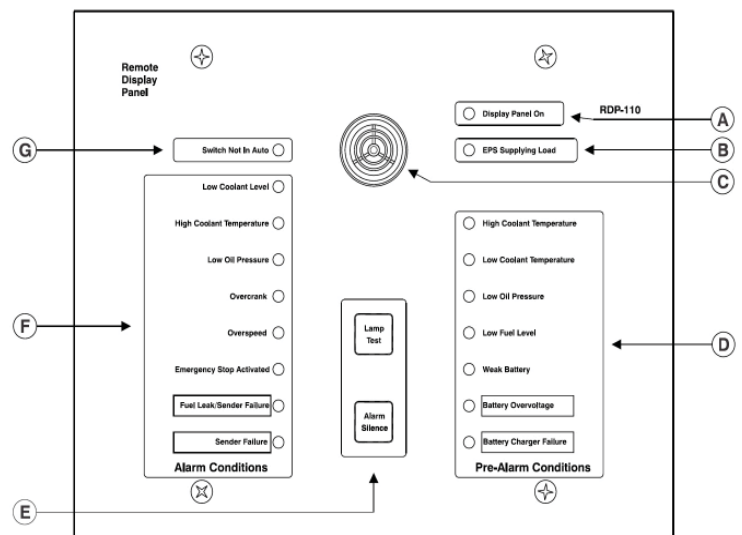 Remote
Display
Panel
Display Panel On
RDP-110
A
G
Switch Not In Auto
EPS Supplying Load
B
C
Low Coolant Level
High Coolant Temperature
Low Oil Pressure
Overcrank
Overspeed
Emergency Stop Activated
Fuel Leak/Sender Failure
Sender Failure
Alarm Conditions
F
Lamp
Test
Alarm
Silence
E
High Coolant Temperature
Low Coolant Temperature
Low Oil Pressure
Low Fuel Level
Weak Battery
Battery Overvoltage
Battery Charger Failure
Pre-Alarm Conditions
D